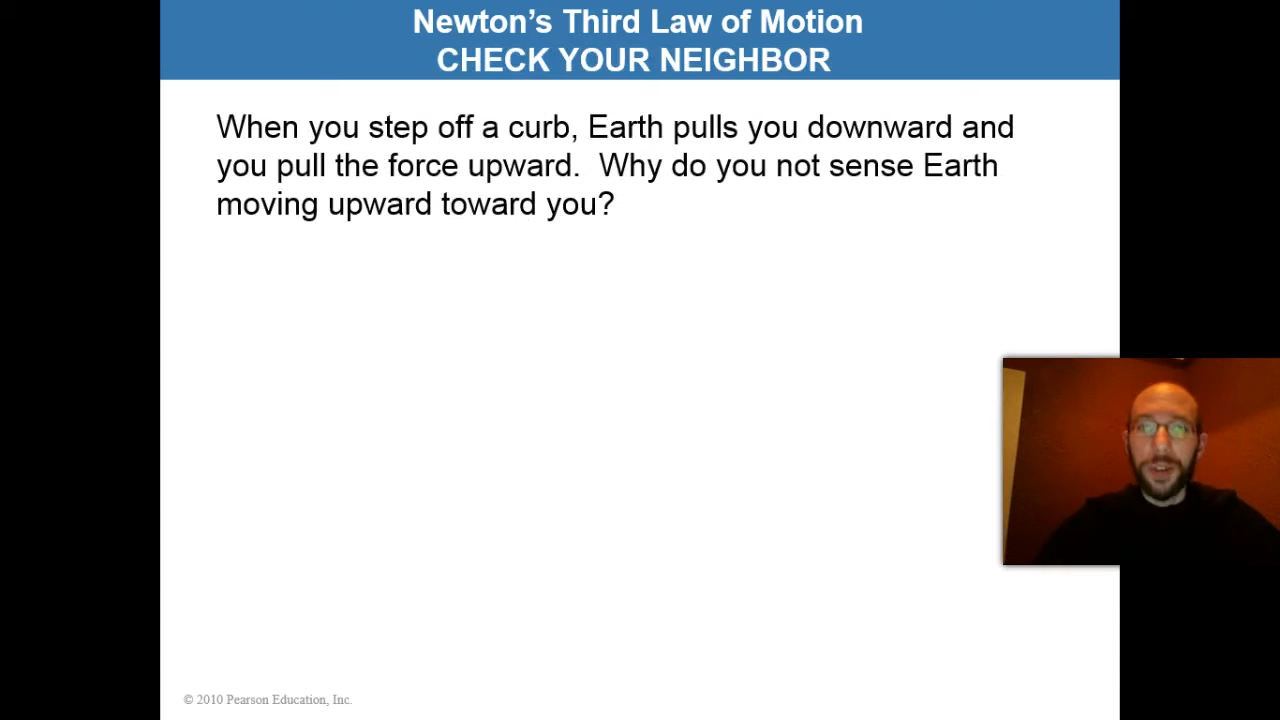 Newton’s Third Law of Motion
CHECK YOUR NEIGHBOR
When you step off a curb, Earth pulls you downward and
you pull the force upward.  Why do you not sense Earth
moving upward toward you?
© 2010 Pearson Education, Inc.